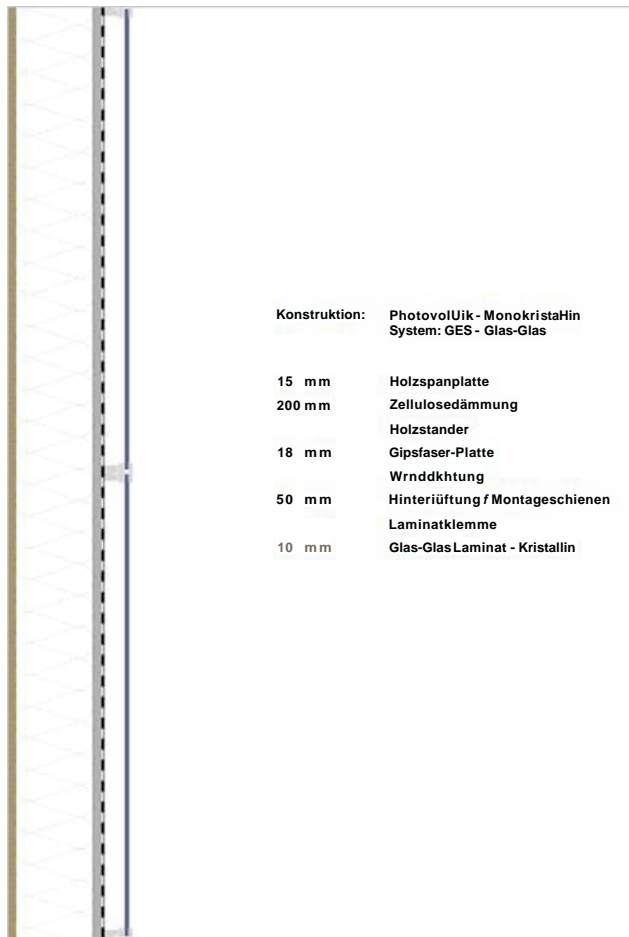 Konstruktion: PhotovolUik - MonokristaHin
System: GES - Glas-Glas
15 mm Holzspanplatte
200 mm Zellulosedämmung
Holzstander
18 mm Gipsfaser-Platte
Wrnddkhtung
50 mm Hinteriüftung f Montageschienen
Laminatklemme
10 mm Glas-Glas Laminat - Kristallin